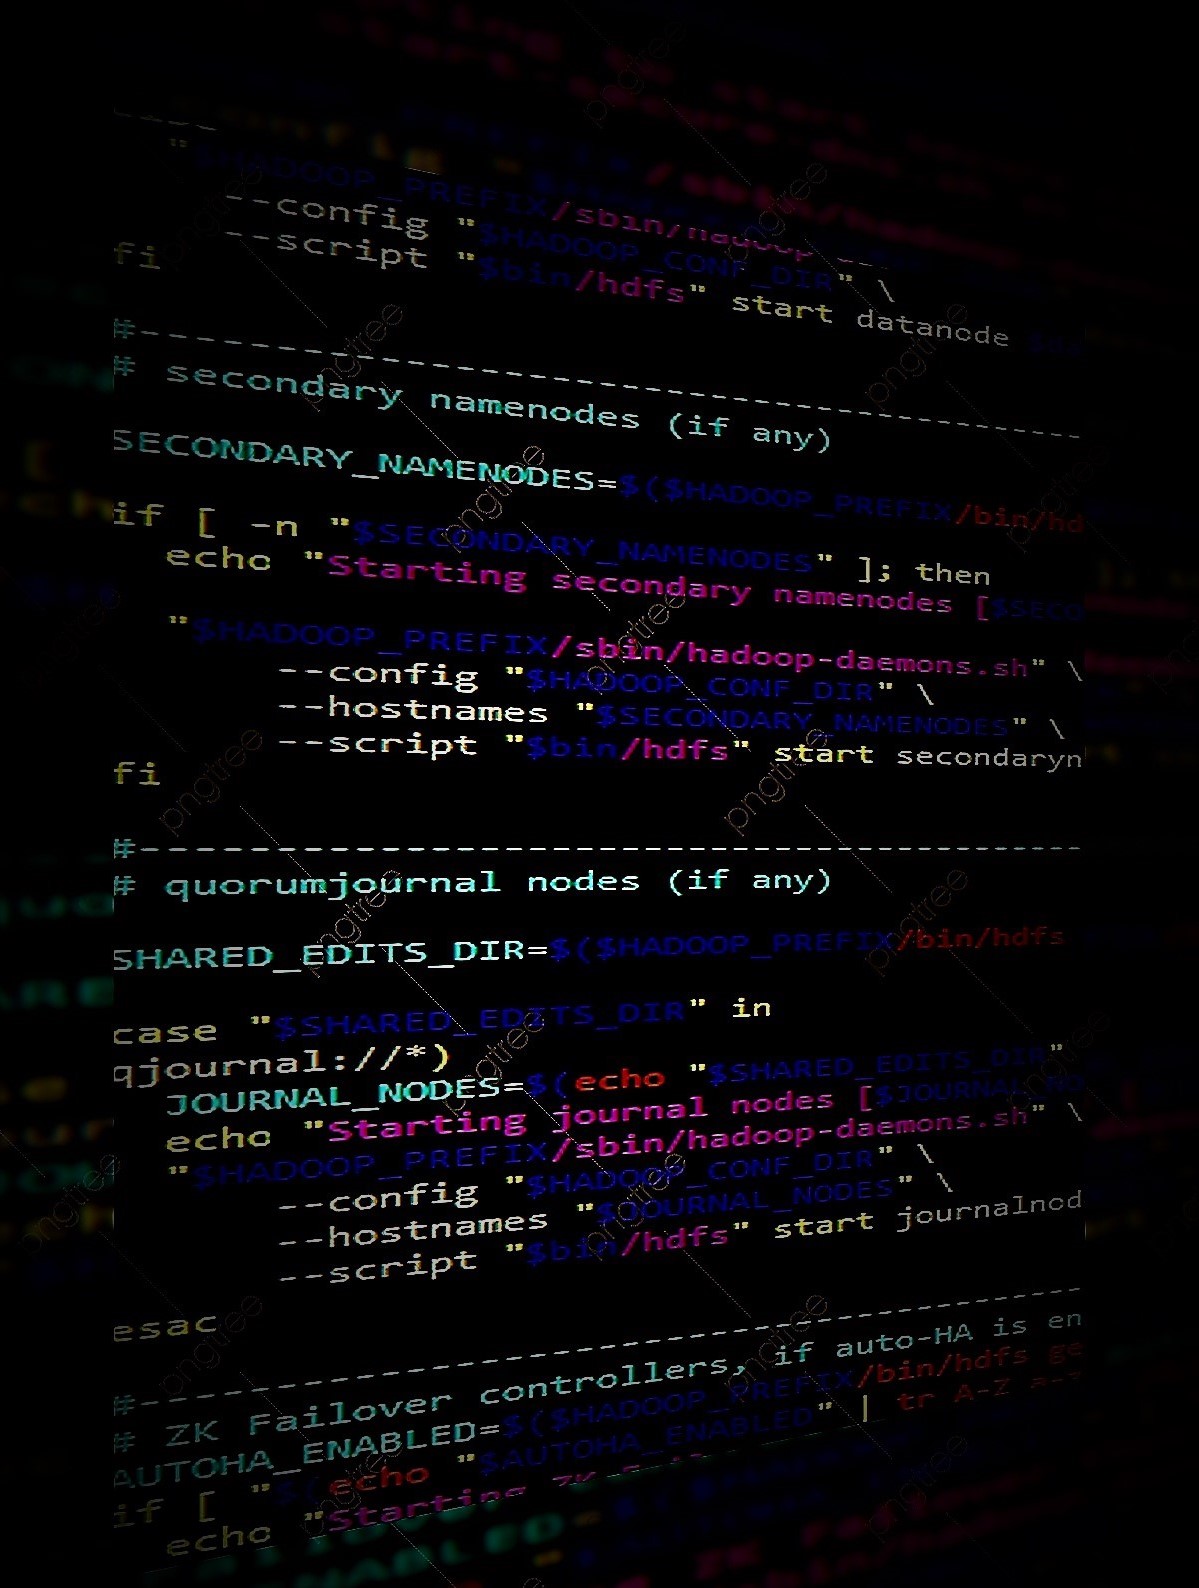 "$HADOOP_PREFIX/sbin/hadoop
--config "$HADOOP_CONF_DIR" \
--script "$bin/hdfs" start datanode
fi
#--------------------------------------
# secondary namenodes (if any)
SECONDARY_NAMENODES=$($HADOOP_PREFIX/bin/hd
if [ -n "$SECONDARY_NAMENODES" ]; then
echo "Starting secondary namenodes [$SECO
"$HADOOP_PREFIX/sbin/hadoop-daemons.sh" \
--config "$HADOOP_CONF_DIR" \
--hostnames "$SECONDARY_NAMENODES" \
--script "$bin/hdfs" start secondaryn
fi
#--------------------------------------
# quorumjournal nodes (if any)
SHARED_EDITS_DIR=$($HADOOP_PREFIX/bin/hdfs
case "$SHARED_EDITS_DIR" in
qjournal://*)
JOURNAL_NODES=$(echo "$SHARED_EDITS_DIR"
echo "Starting journal nodes [$JOURNAL_NO
"$HADOOP_PREFIX/sbin/hadoop-daemons.sh" \
--config "$HADOOP_CONF_DIR" \
--hostnames "$JOURNAL_NODES" \
--script "$bin/hdfs" start journalnod
esac
#--------------------------------------
# ZK Failover controllers, if auto-HA is en
AUTOHA_ENABLED=$($HADOOP_PREFIX/bin/hdfs ge
if [ "$(echo "$AUTOHA_ENABLED" | tr A-Z a-z
echo "Starting ZK
pngtree